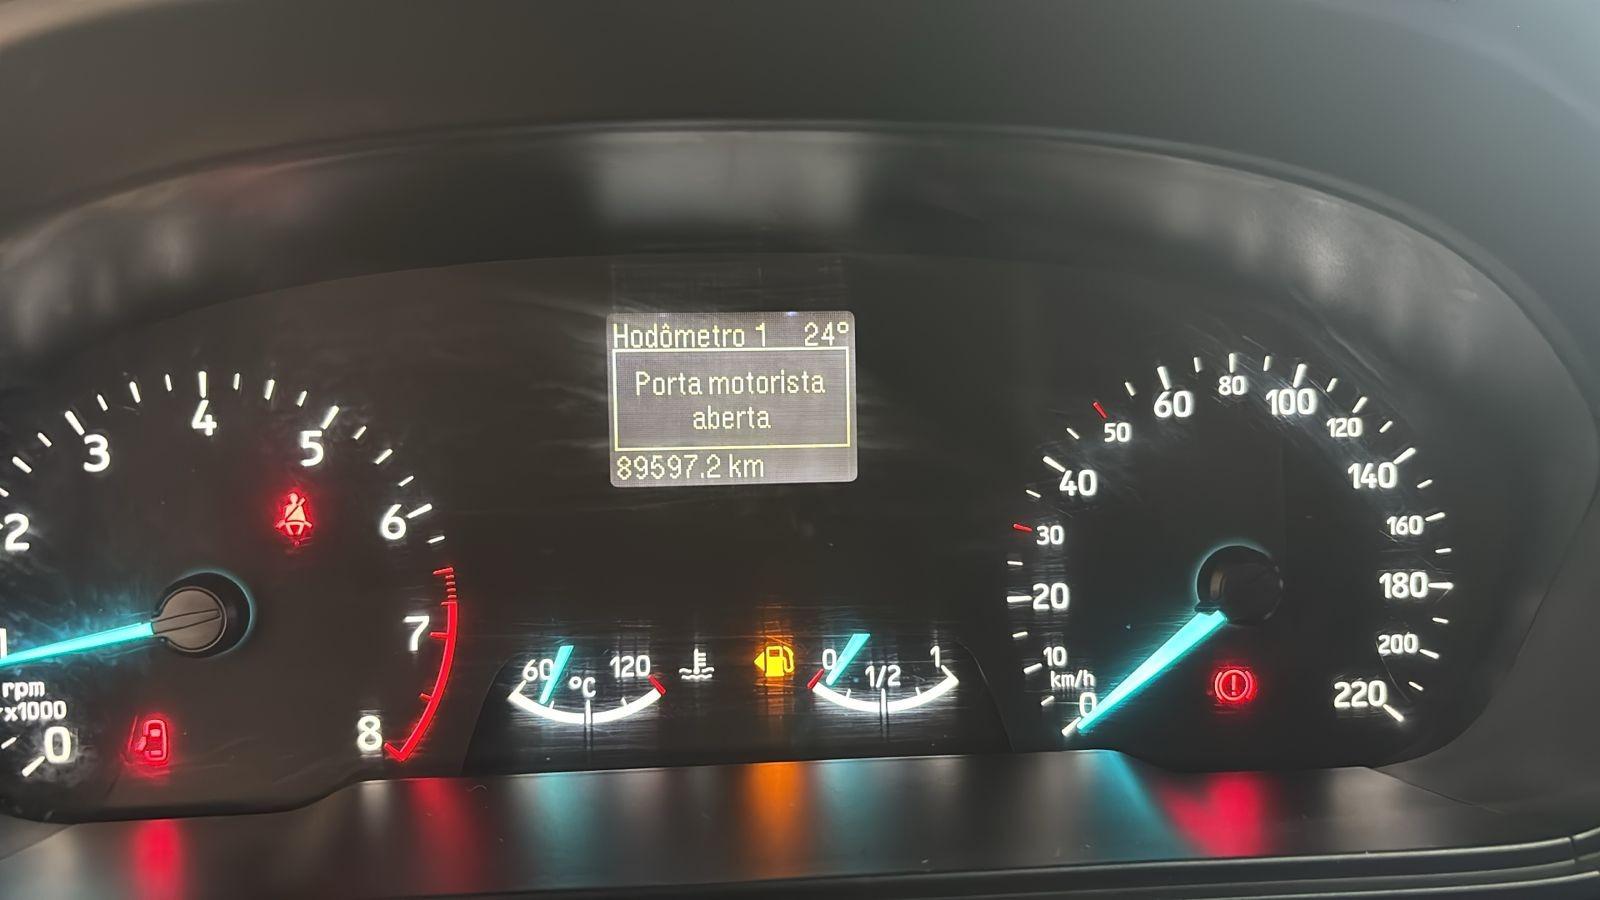 Hodômetro 1 24°
Porta motorista
aberta
89597.2 km
0 1 2 3 4 5 6 7 8
rpm
x1000
60 120
°C
0 1/2 1
0 10 20 30 40 50 60 80 100 120 140 160 180 200 220
km/h